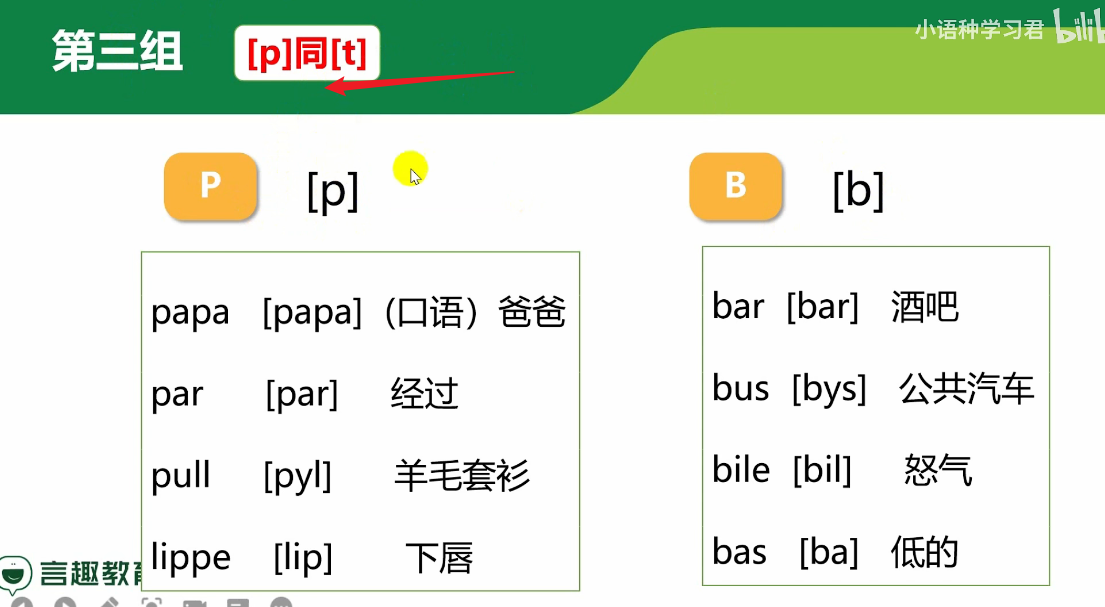 第三组 [p]同[t]
小语种学习君 bilib
P [p]
B [b]
papa [papa] (口语）爸爸
par [par] 经过
pull [pyl] 羊毛套衫
lippe [lip] 下唇
bar [bar] 酒吧
bus [bys] 公共汽车
bile [bil] 怒气
bas [ba] 低的
言趣教育